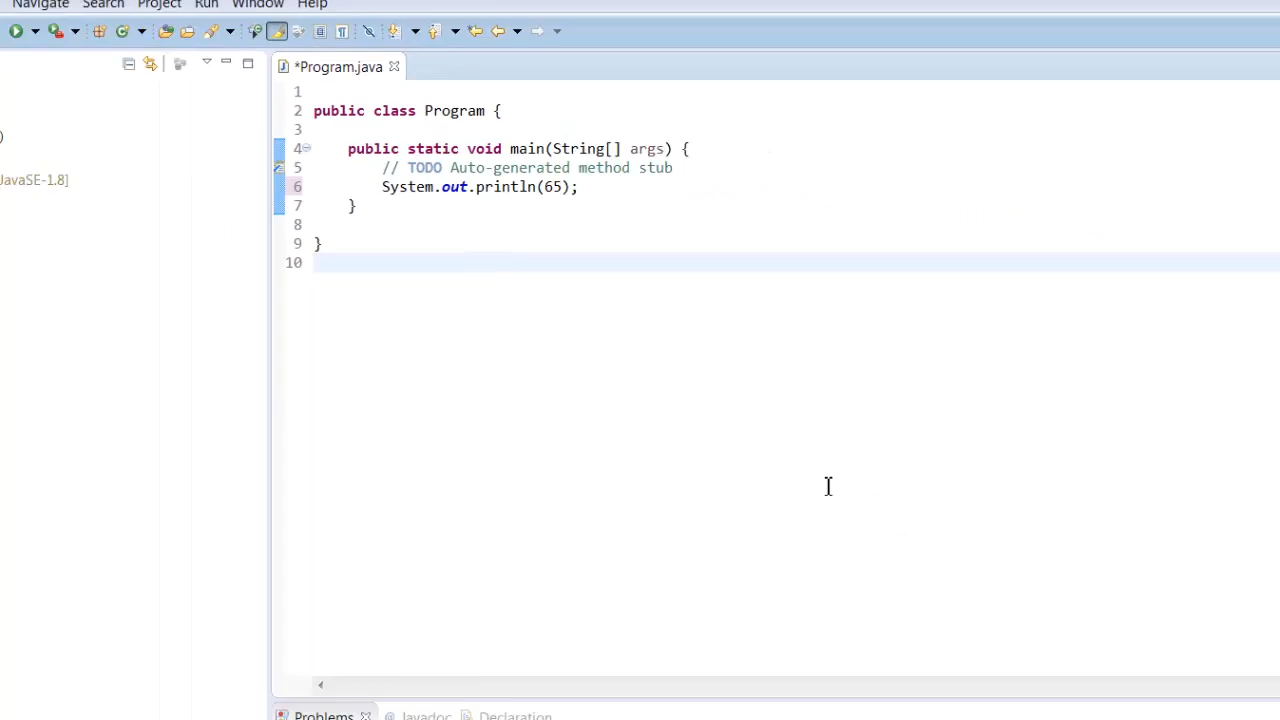 Navigate Search Project Run Window Help
*Program.java
)
JavaSE-1.8]
1
2 public class Program {
3
4 public static void main(String[] args) {
5 // TODO Auto-generated method stub
6 System.out.println(65);
7 }
8
9 }
10
Problems @ Javadoc Declaration